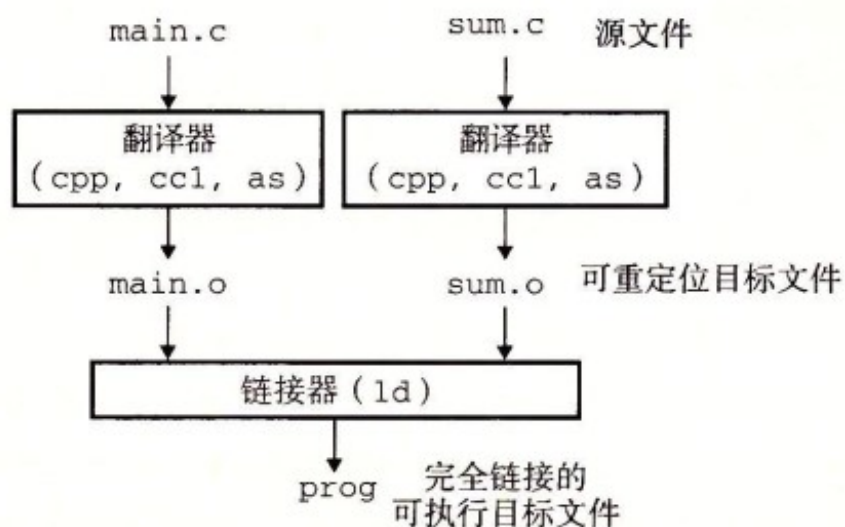 main.c sum.c 源文件
翻译器 翻译器
(cpp, cc1, as) (cpp, cc1, as)
main.o sum.o 可重定位目标文件
链接器(ld)
prog 完全链接的
可执行目标文件